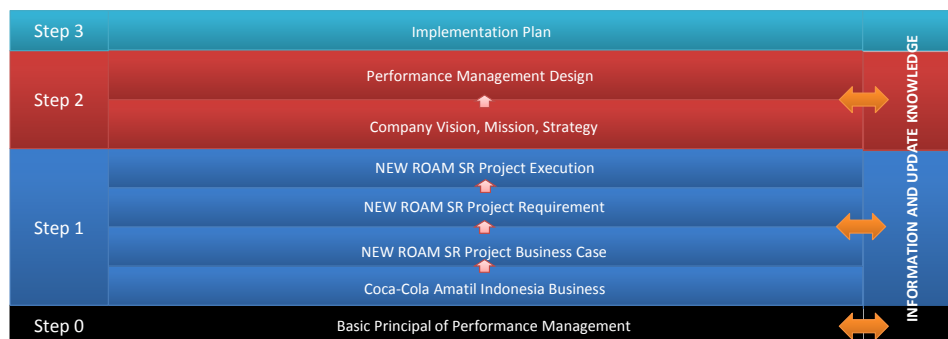 Step 3
Implementation Plan
Step 2
Performance Management Design
Company Vision, Mission, Strategy
Step 1
NEW ROAM SR Project Execution
NEW ROAM SR Project Requirement
NEW ROAM SR Project Business Case
Coca-Cola Amatil Indonesia Business
Step 0
Basic Principal of Performance Management
INFORMATION AND UPDATE KNOWLEDGE